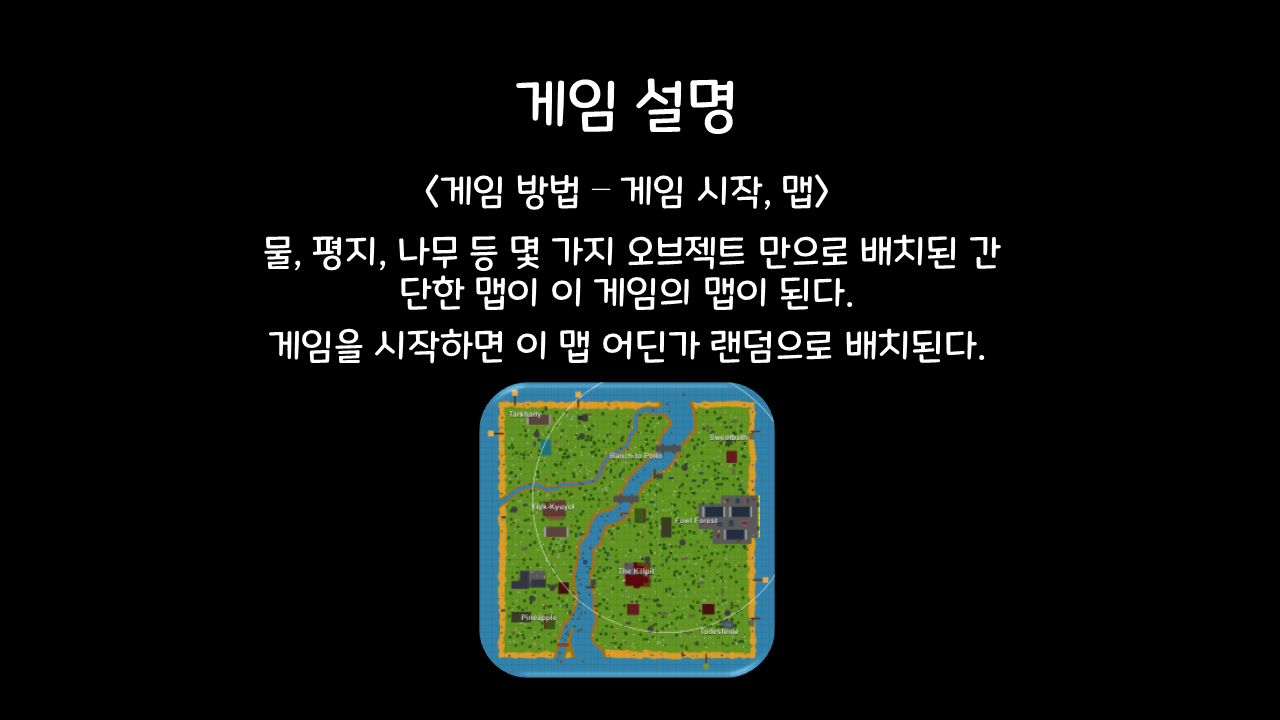 게임 설명
<게임 방법 – 게임 시작, 맵>
물, 평지, 나무 등 몇 가지 오브젝트 만으로 배치된 간
단한 맵이 이 게임의 맵이 된다.
게임을 시작하면 이 맵 어딘가 랜덤으로 배치된다.
Tarkhany
Sweatbath
Ranchito Pollo
Yiyk-Kyuyol
Fowl Forest
The Killpit
Pineapple